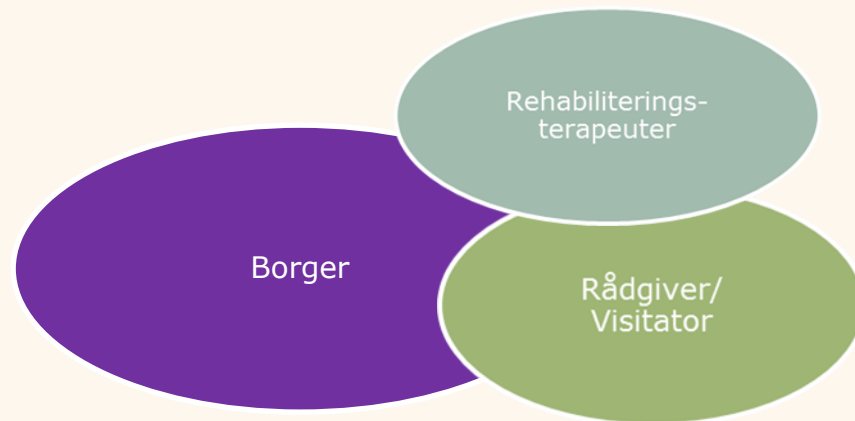 Rehabiliterings-
terapeuter
Borger
Rådgiver/
Visitator